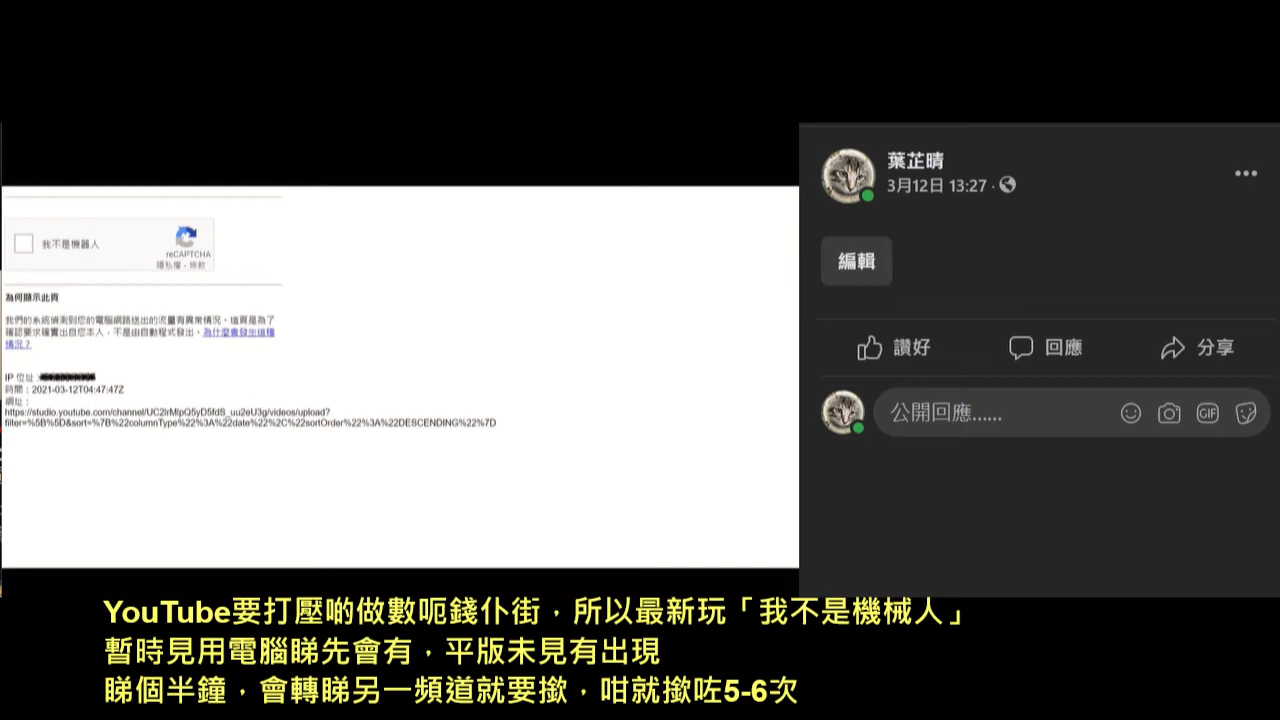 我不是機器人
reCAPTCHA
隱私權 - 條款
為何顯示此頁
我們的系統偵測到您的電腦網路送出的流量有異常情況。這頁是為了
確認要求確實出自您本人,不是由自動程式發出。為什麼會發生這種
情況?
IP 位址:
時間:2021-03-12T04:47:47Z
網址:
https://studio.youtube.com/channel/UC2lrMlpQ5yD5fdS_uu2eU3g/videos/upload?
filter=%5B%5D&sort=%7B%22columnType%22%3A%22date%22%2C%22sortOrder%22%3A%22DESCENDING%22%7D
葉芷晴
3月12日 13:27 ·
編輯
讚好
回應
分享
公開回應......
GIF
YouTube要打壓啲做數呃錢仆街,所以最新玩「我不是機械人」
暫時見用電腦睇先會有,平版未見有出現
睇個半鐘,會轉睇另一頻道就要撳,咁就撳咗5-6次